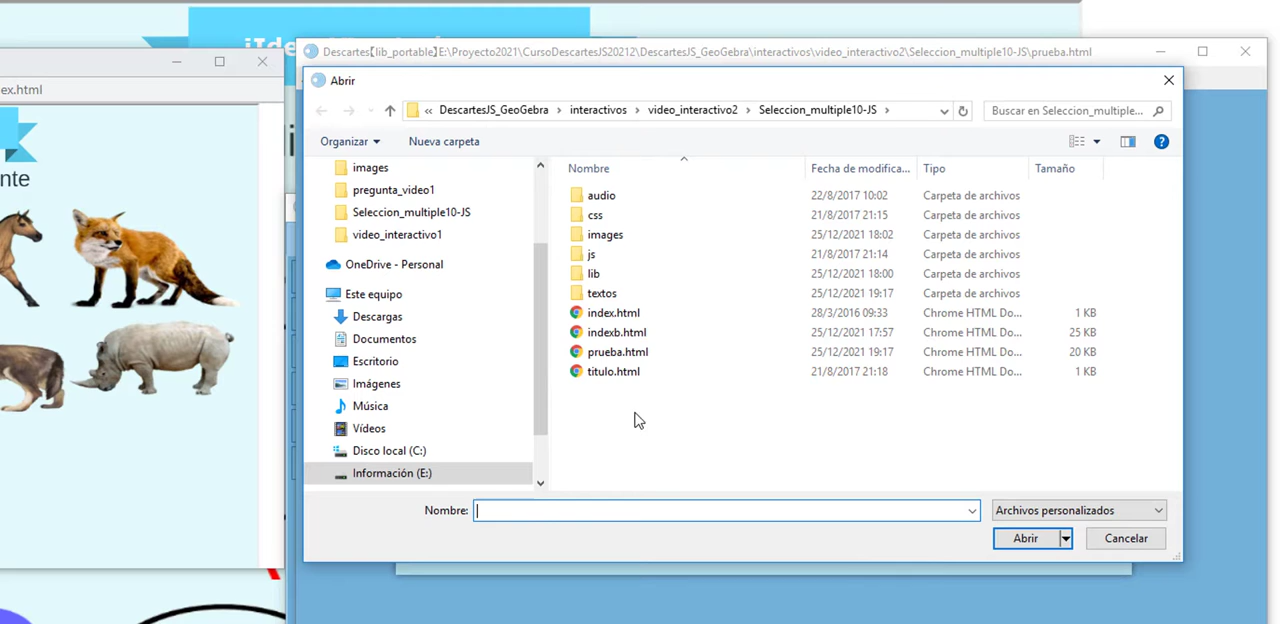 Descartes【lib_portable】E:\Proyecto2021\CursoDescartesJS20212\DescartesJS_GeoGebra\interactivos\video_interactivo2\Seleccion_multiple10-JS\prueba.html
ex.html
nte
Abrir
« DescartesJS_GeoGebra › interactivos › video_interactivo2 › Seleccion_multiple10-JS ›
Buscar en Seleccion_multiple...
Organizar
Nueva carpeta
images
pregunta_video1
Seleccion_multiple10-JS
video_interactivo1
OneDrive - Personal
Este equipo
Descargas
Documentos
Escritorio
Imágenes
Música
Vídeos
Disco local (C:)
Información (E:)
Nombre Fecha de modifica... Tipo Tamaño
audio 22/8/2017 10:02 Carpeta de archivos
css 21/8/2017 21:15 Carpeta de archivos
images 25/12/2021 18:02 Carpeta de archivos
js 21/8/2017 21:14 Carpeta de archivos
lib 25/12/2021 18:00 Carpeta de archivos
textos 25/12/2021 19:17 Carpeta de archivos
index.html 28/3/2016 09:33 Chrome HTML Do... 1 KB
indexb.html 25/12/2021 17:57 Chrome HTML Do... 25 KB
prueba.html 25/12/2021 19:17 Chrome HTML Do... 20 KB
titulo.html 21/8/2017 21:18 Chrome HTML Do... 1 KB
Nombre:
Archivos personalizados
Abrir
Cancelar